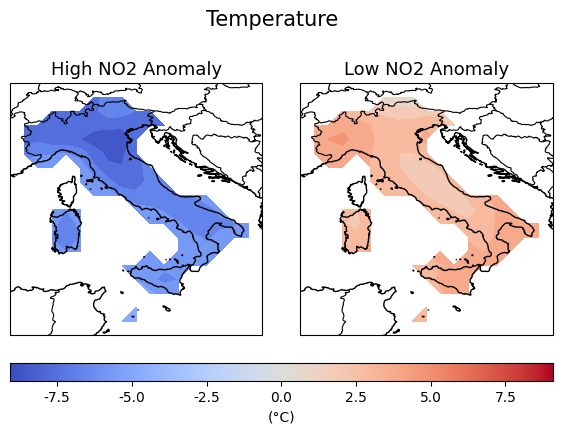 Temperature
High NO2 Anomaly
Low NO2 Anomaly
-7.5 -5.0 -2.5 0.0 2.5 5.0 7.5
(°C)